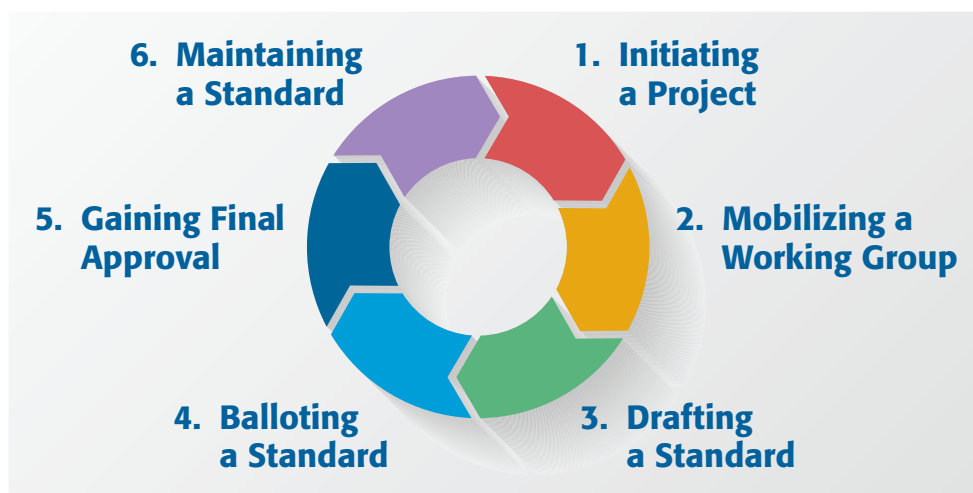 1. Initiating
a Project
2. Mobilizing a
Working Group
3. Drafting
a Standard
4. Balloting
a Standard
5. Gaining Final
Approval
6. Maintaining
a Standard